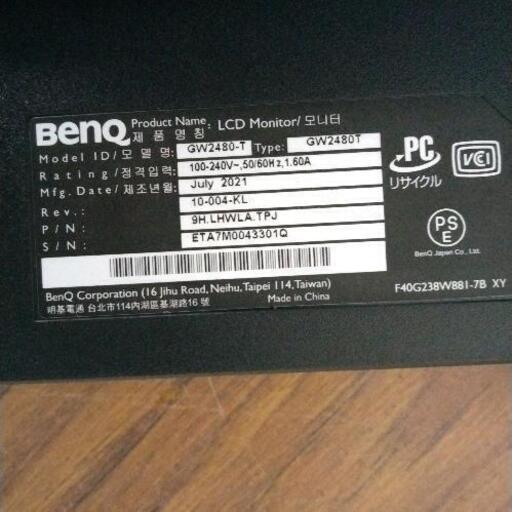 BenQ Product Name, LCD Monitor/ 모니터
제 품 명 칭
Model ID/ 모 델 명: GW2480-T Type: GW2480T
Rating/정격입력: 100-240V~,50/60Hz,1.60A
Mfg. Date/ 제조년월: July 2021
Rev.: 10-004-KL
P / N : 9H.LHWLA.TPJ
S / N : ETA7M0043301Q
PC
リサイクル
VCI
PS
E
BenQ Japan Co., Ltd.
BenQ Corporation (16 Jihu Road, Neihu, Taipei 114, Taiwan)
明基電通 台北市114內湖區基湖路16 號 Made in China
F40G238W881-7B XY